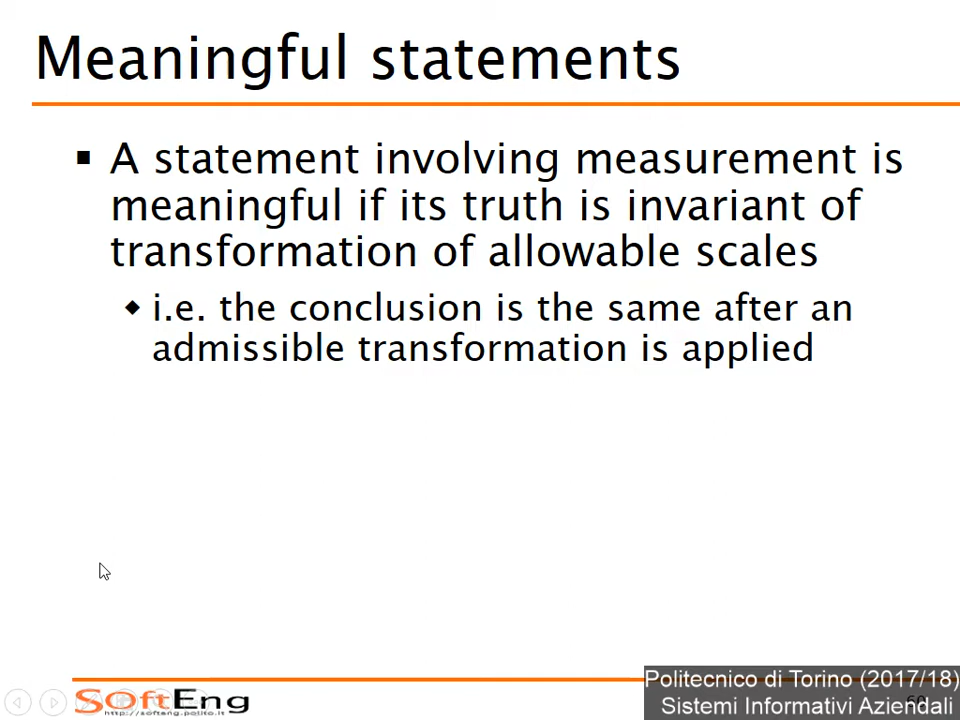 Meaningful statements
A statement involving measurement is
meaningful if its truth is invariant of
transformation of allowable scales
i.e. the conclusion is the same after an
admissible transformation is applied
SOftEng
http://softeng.polito.it
Politecnico di Torino (2017/18)
Sistemi Informativi Aziendali